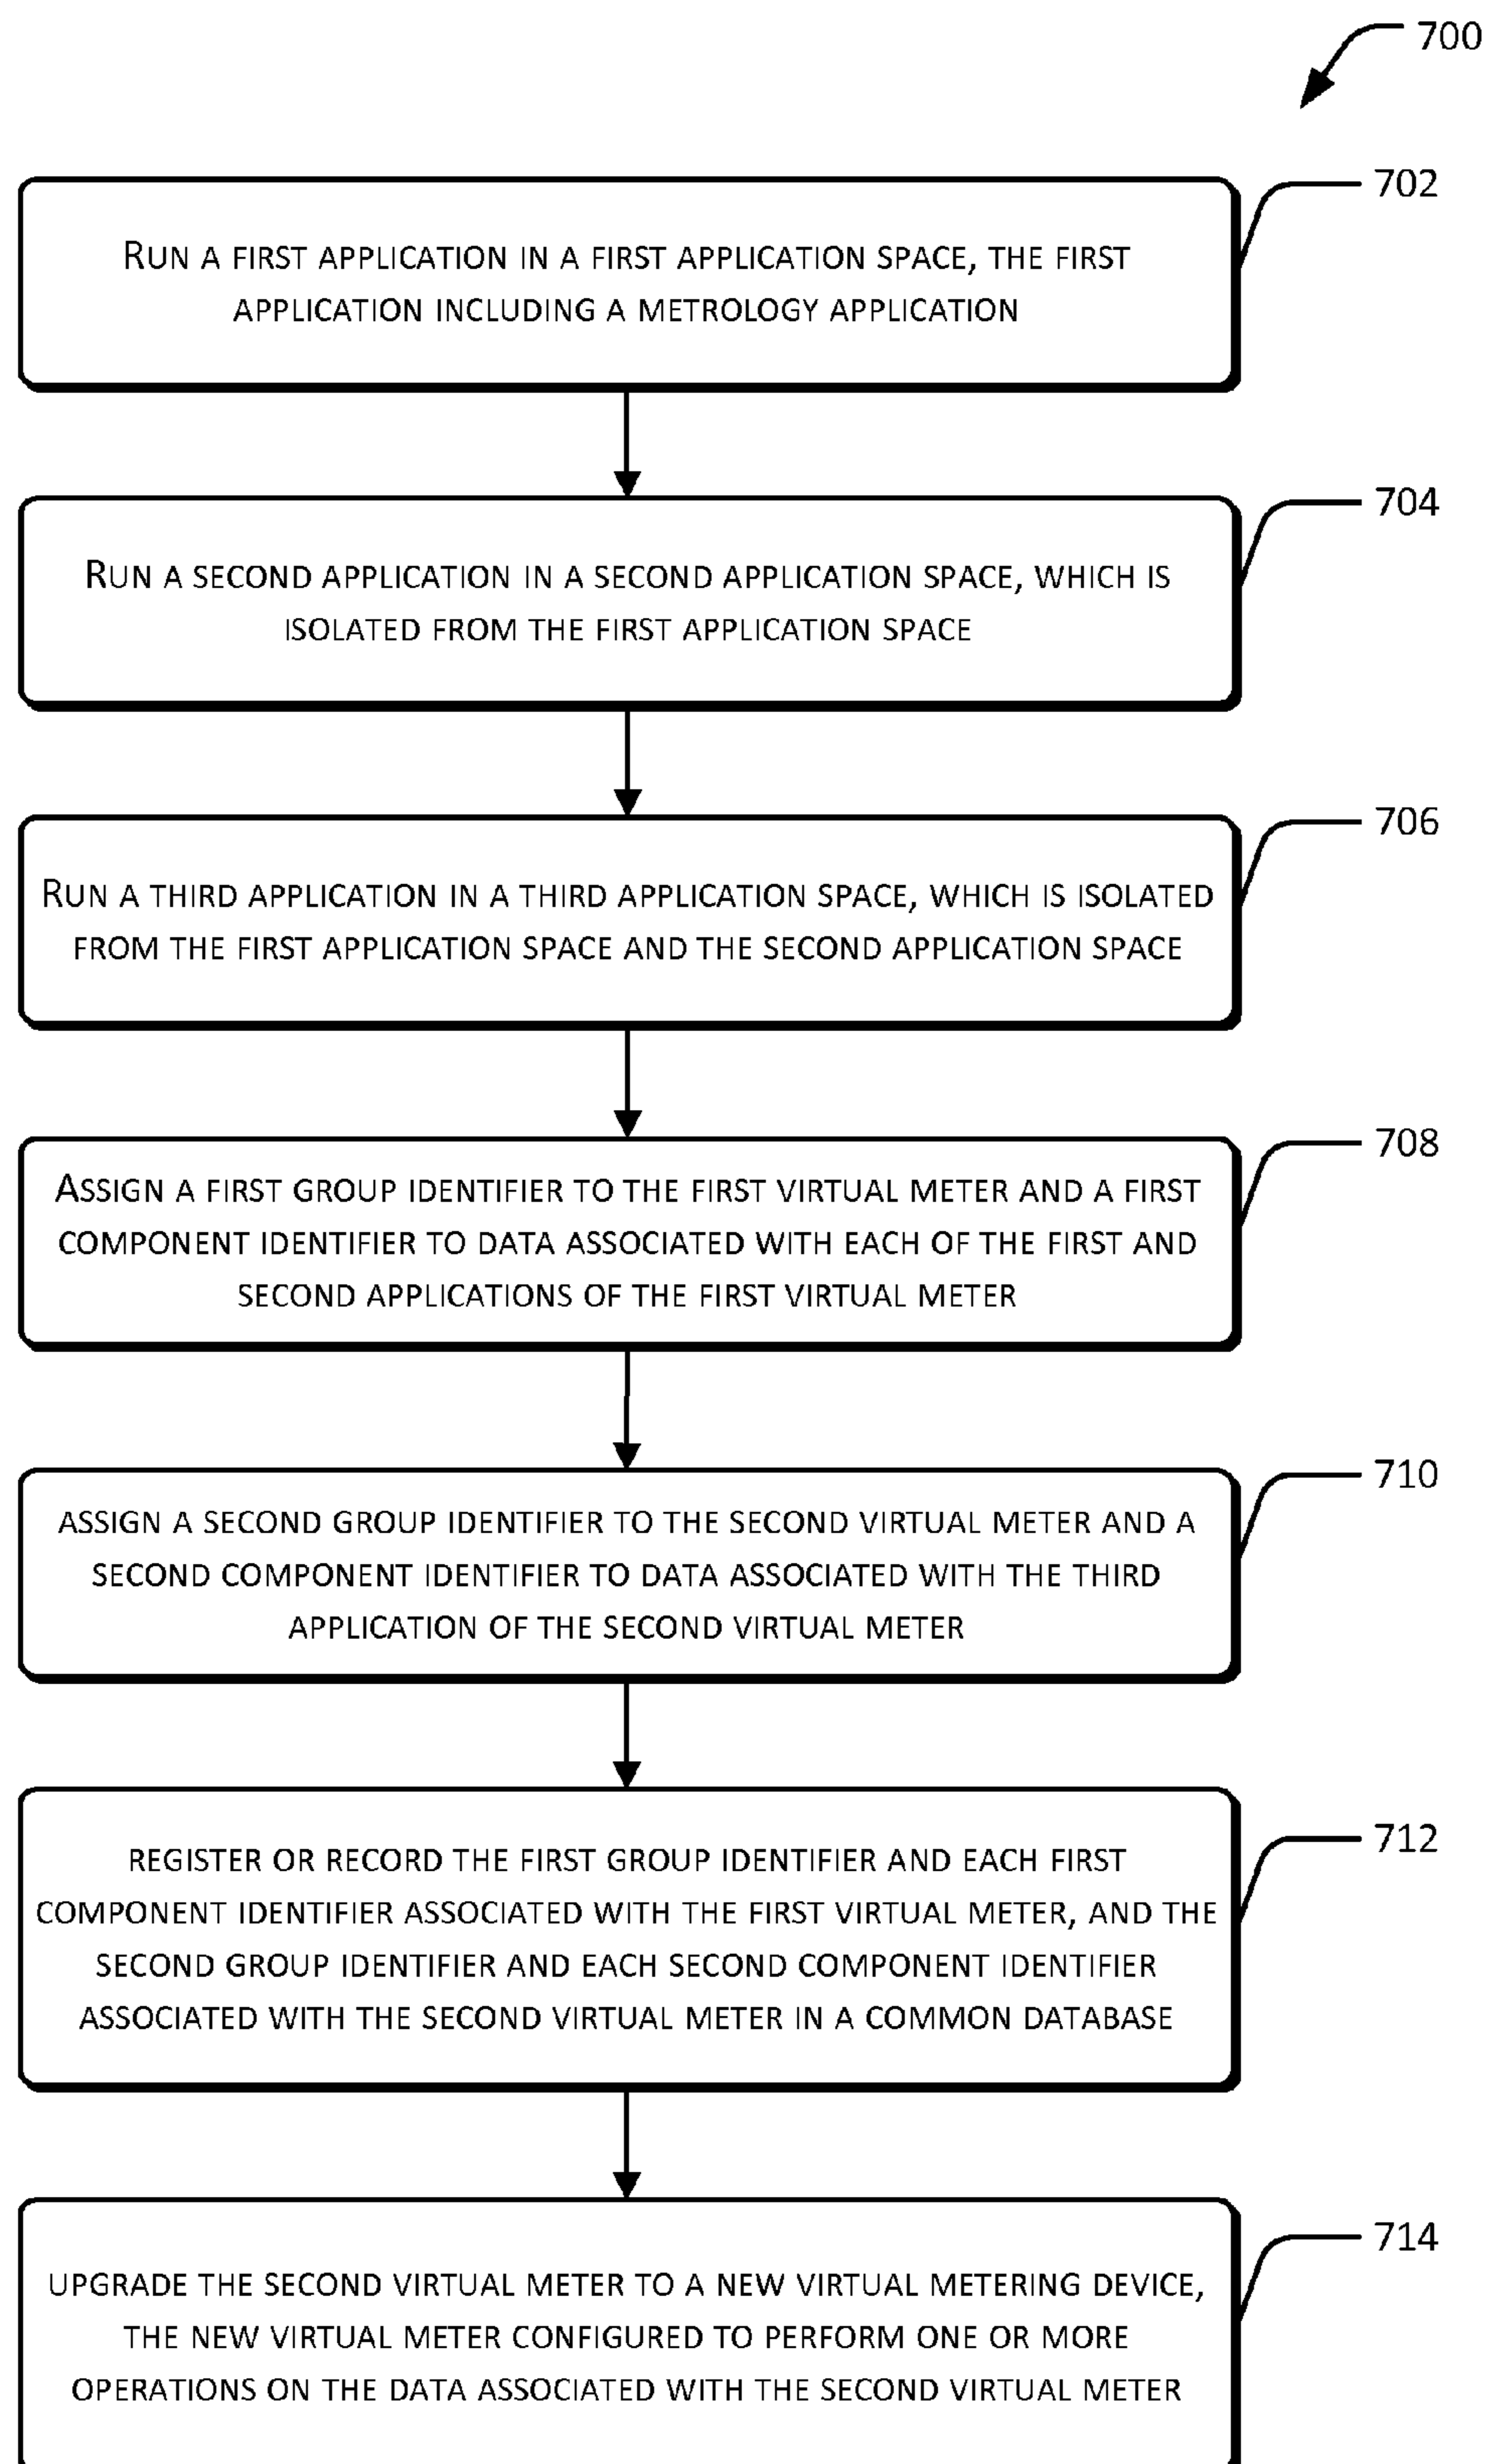 700
702
RUN A FIRST APPLICATION IN A FIRST APPLICATION SPACE, THE FIRST
APPLICATION INCLUDING A METROLOGY APPLICATION
704
RUN A SECOND APPLICATION IN A SECOND APPLICATION SPACE, WHICH IS
ISOLATED FROM THE FIRST APPLICATION SPACE
706
RUN A THIRD APPLICATION IN A THIRD APPLICATION SPACE, WHICH IS ISOLATED
FROM THE FIRST APPLICATION SPACE AND THE SECOND APPLICATION SPACE
708
ASSIGN A FIRST GROUP IDENTIFIER TO THE FIRST VIRTUAL METER AND A FIRST
COMPONENT IDENTIFIER TO DATA ASSOCIATED WITH EACH OF THE FIRST AND
SECOND APPLICATIONS OF THE FIRST VIRTUAL METER
710
ASSIGN A SECOND GROUP IDENTIFIER TO THE SECOND VIRTUAL METER AND A
SECOND COMPONENT IDENTIFIER TO DATA ASSOCIATED WITH THE THIRD
APPLICATION OF THE SECOND VIRTUAL METER
712
REGISTER OR RECORD THE FIRST GROUP IDENTIFIER AND EACH FIRST
COMPONENT IDENTIFIER ASSOCIATED WITH THE FIRST VIRTUAL METER, AND THE
SECOND GROUP IDENTIFIER AND EACH SECOND COMPONENT IDENTIFIER
ASSOCIATED WITH THE SECOND VIRTUAL METER IN A COMMON DATABASE
714
UPGRADE THE SECOND VIRTUAL METER TO A NEW VIRTUAL METERING DEVICE,
THE NEW VIRTUAL METER CONFIGURED TO PERFORM ONE OR MORE
OPERATIONS ON THE DATA ASSOCIATED WITH THE SECOND VIRTUAL METER